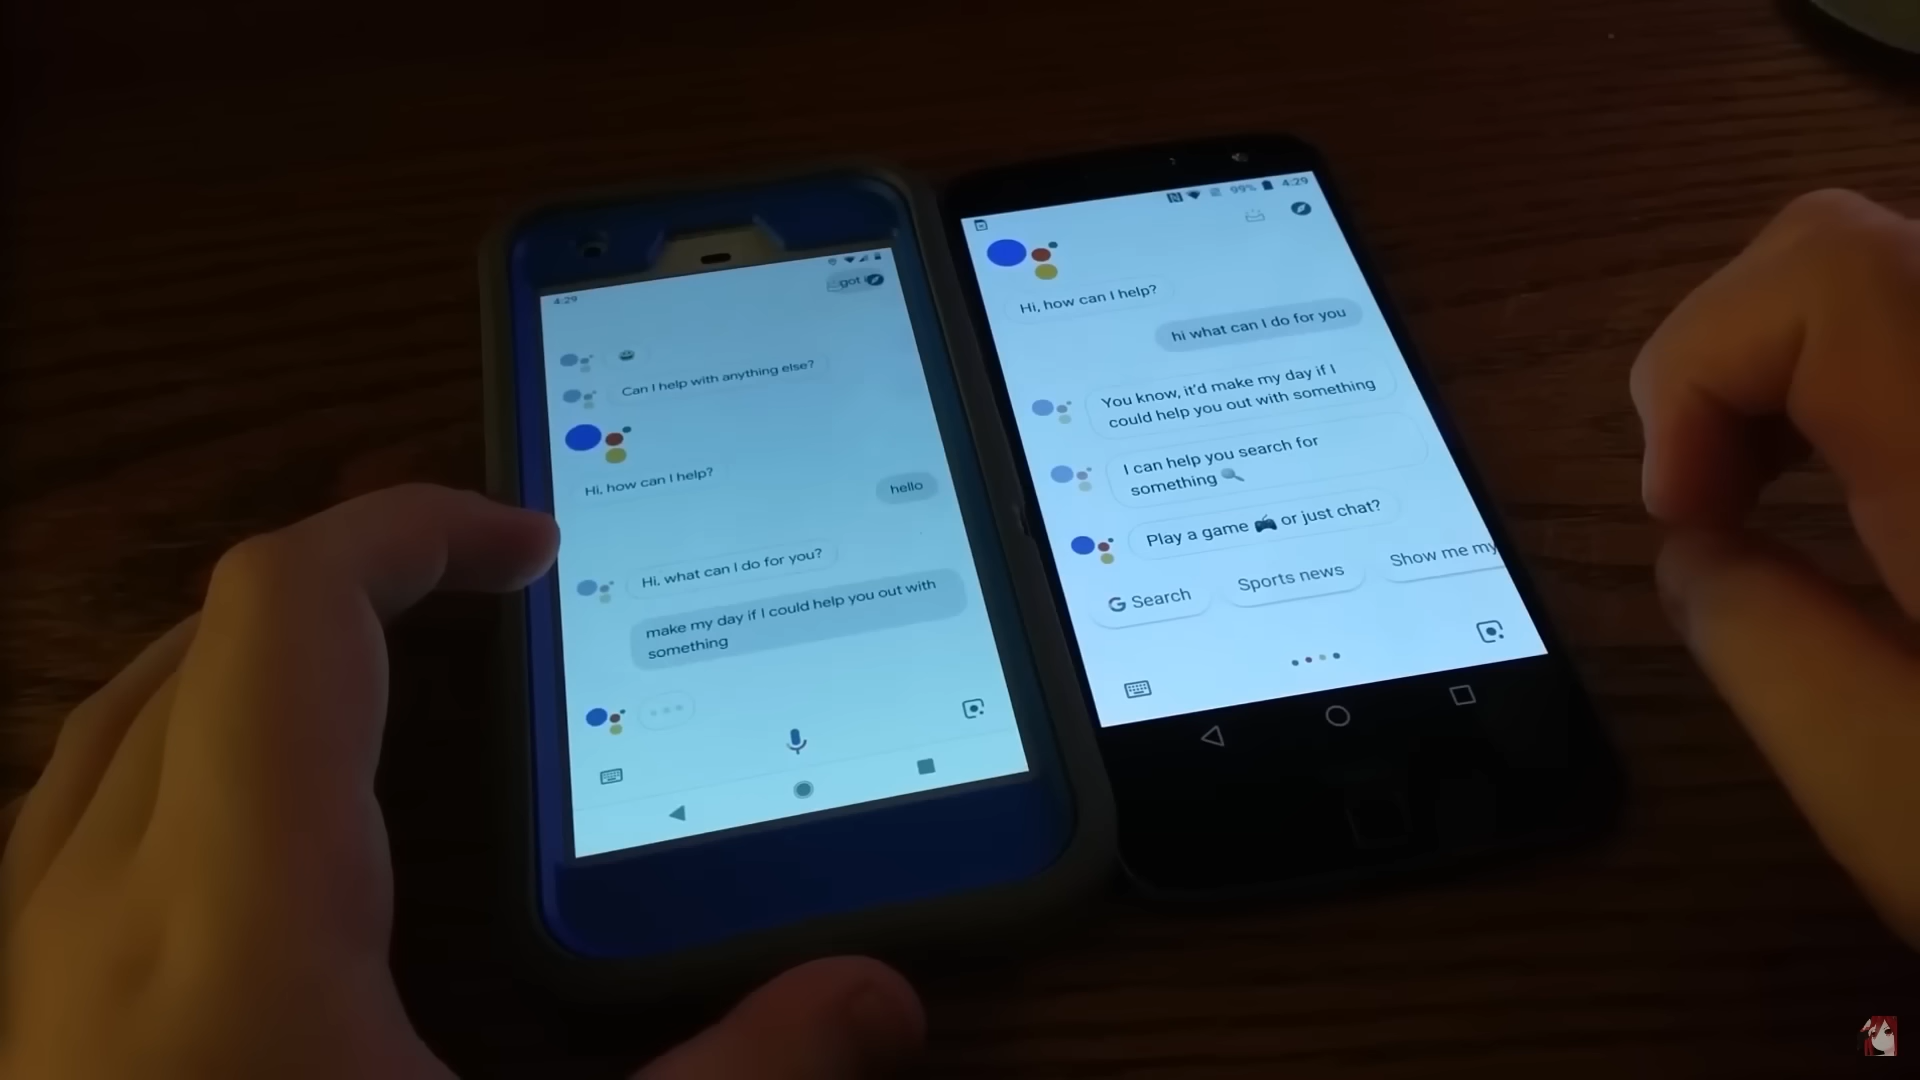 4:29
got
Can I help with anything else?
Hi, how can I help?
hello
Hi, what can I do for you?
make my day if I could help you out with
something
99% 4:29
Hi, how can I help?
hi what can I do for you
You know, it'd make my day if I
could help you out with something
I can help you search for
something
Play a game or just chat?
G Search
Sports news
Show me my